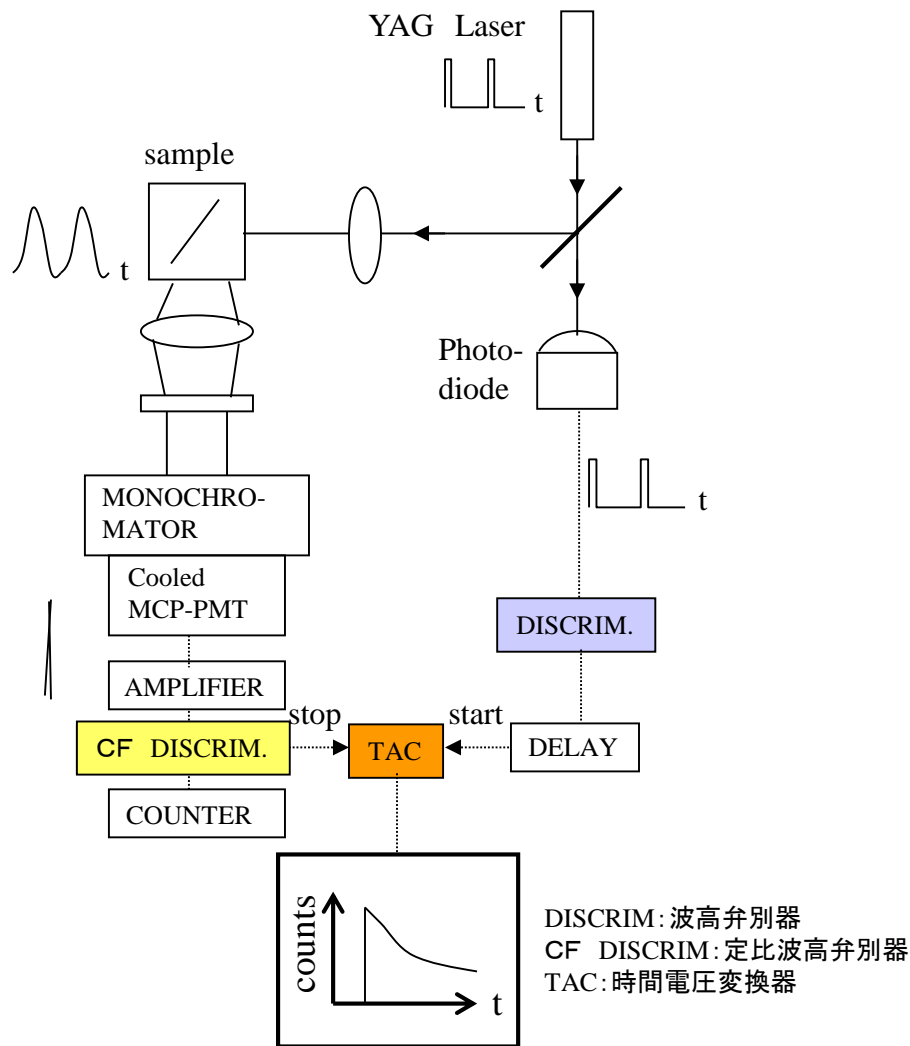 YAG Laser
t
sample
t
Photo-
diode
t
MONOCHRO-
MATOR
Cooled
MCP-PMT
DISCRIM.
AMPLIFIER
stop
start
CF DISCRIM.
TAC
DELAY
COUNTER
counts
t
DISCRIM:波高弁別器
CF DISCRIM:定比波高弁別器
TAC:時間電圧変換器